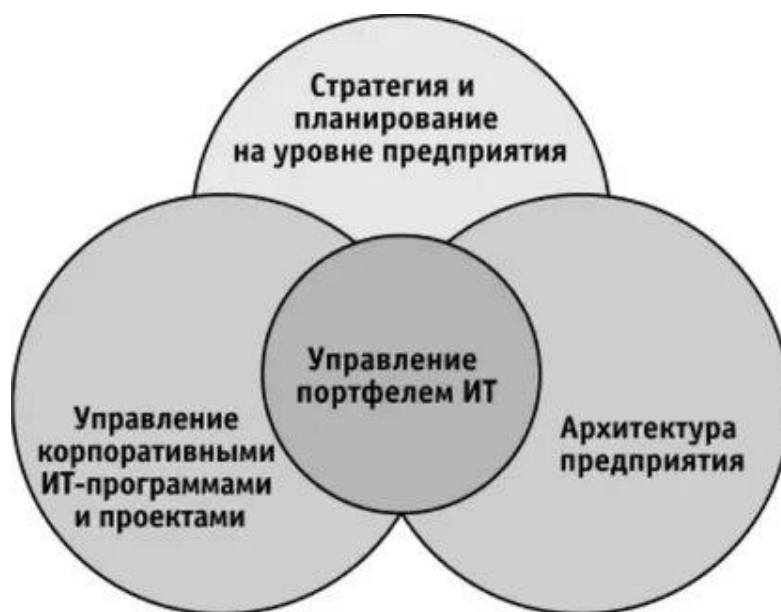 Стратегия и
планирование
на уровне предприятия
Управление
портфелем ИТ
Управление
корпоративными
ИТ-программами
и проектами
Архитектура
предприятия